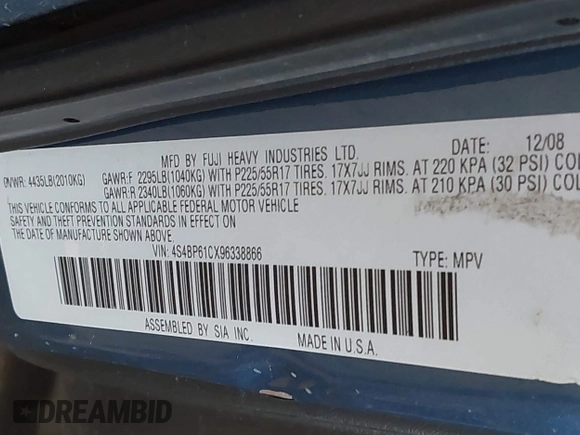 MFD BY FUJI HEAVY INDUSTRIES LTD. 12/08
GVWR: 4435LB(2010KG) GAWR:F 2295LB(1040KG) WITH P225/55R17 TIRES. 17X7JJ RIMS. AT 220 KPA (32 PSI) COL
GAWR:R 2340LB(1060KG) WITH P225/55R17 TIRES. 17X7JJ RIMS. AT 210 KPA (30 PSI) COL
THIS VEHICLE CONFORMS TO ALL APPLICABLE FEDERAL MOTOR VEHICLE
SAFETY AND THEFT PREVENTION STANDARDS IN EFFECT ON
THE DATE OF MANUFACTURE SHOWN ABOVE.
VIN: 4S4BP61CX96338866 TYPE: MPV
ASSEMBLED BY SIA INC. MADE IN U.S.A.
DREAMBID